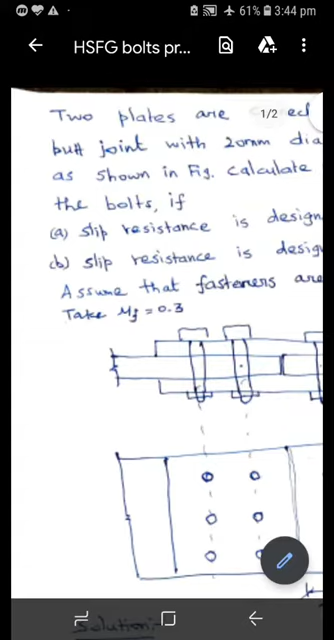 61% 3:44 pm
HSFG bolts pr...
Two plates are
1/2
butt joint with 20mm dia
as shown in Fig. calculate
the bolts, if
(a) slip resistance is design
(b) slip resistance is desig
Assume that fasteners are
Take μf = 0.3
Solution:-